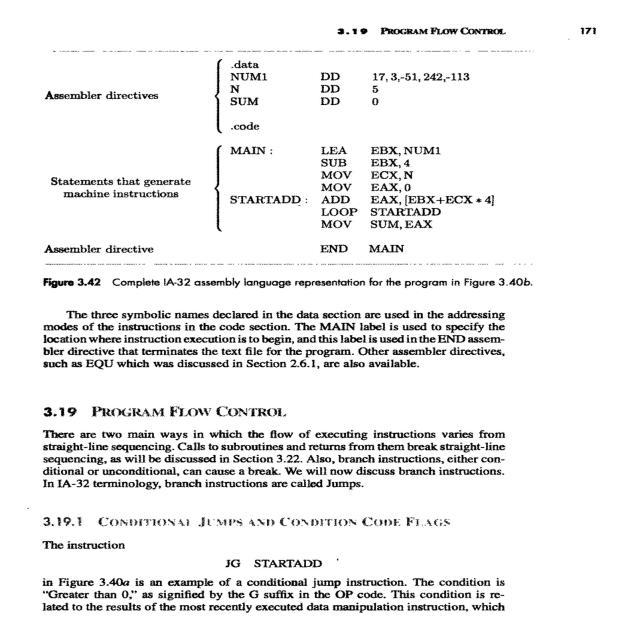 3.19 PROGRAM FLOW CONTROL 171
.data
NUM1 DD 17, 3,-51, 242,-113
Assembler directives N DD 5
SUM DD 0
.code
MAIN : LEA EBX, NUM1
SUB EBX, 4
MOV ECX, N
Statements that generate MOV EAX, 0
machine instructions STARTADD : ADD EAX, [EBX+ECX * 4]
LOOP STARTADD
MOV SUM, EAX
Assembler directive END MAIN
Figure 3.42 Complete IA-32 assembly language representation for the program in Figure 3.40b.
The three symbolic names declared in the data section are used in the addressing
modes of the instructions in the code section. The MAIN label is used to specify the
location where instruction execution is to begin, and this label is used in the END assem-
bler directive that terminates the text file for the program. Other assembler directives,
such as EQU which was discussed in Section 2.6.1, are also available.
3.19 PROGRAM FLOW CONTROL
There are two main ways in which the flow of executing instructions varies from
straight-line sequencing. Calls to subroutines and returns from them break straight-line
sequencing, as will be discussed in Section 3.22. Also, branch instructions, either con-
ditional or unconditional, can cause a break. We will now discuss branch instructions.
In IA-32 terminology, branch instructions are called Jumps.
3.19.1 CONDITIONAL JUMPS AND CONDITION CODE FLAGS
The instruction
JG STARTADD
in Figure 3.40a is an example of a conditional jump instruction. The condition is
"Greater than 0," as signified by the G suffix in the OP code. This condition is re-
lated to the results of the most recently executed data manipulation instruction, which